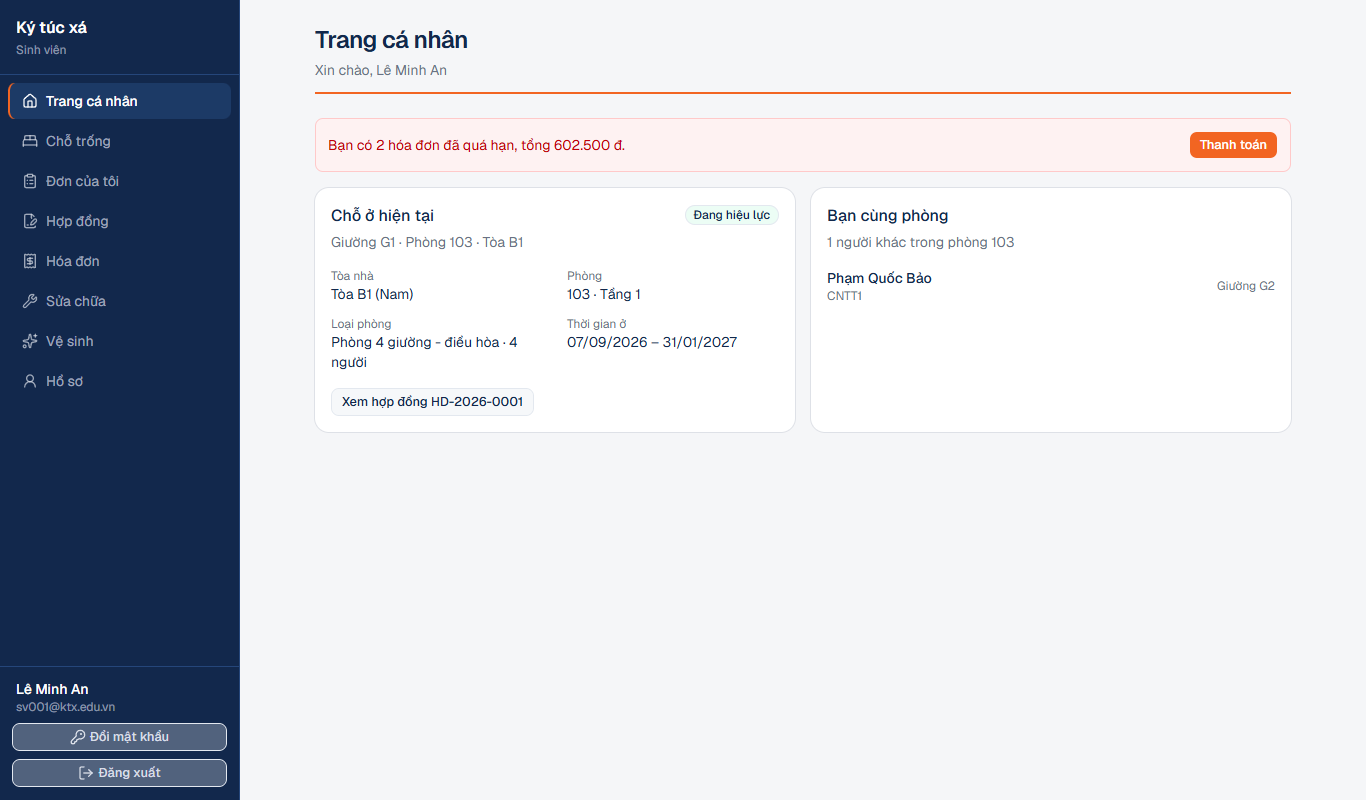 Ký túc xá
Sinh viên
Trang cá nhân
Chỗ trống
Đơn của tôi
Hợp đồng
Hóa đơn
Sửa chữa
Vệ sinh
Hồ sơ
Lê Minh An
sv001@ktx.edu.vn
Đổi mật khẩu
Đăng xuất
Trang cá nhân
Xin chào, Lê Minh An
Bạn có 2 hóa đơn đã quá hạn, tổng 602.500 đ.
Thanh toán
Chỗ ở hiện tại
Đang hiệu lực
Giường G1 · Phòng 103 · Tòa B1
Tòa nhà
Tòa B1 (Nam)
Phòng
103 · Tầng 1
Loại phòng
Phòng 4 giường - điều hòa · 4
người
Thời gian ở
07/09/2026 – 31/01/2027
Xem hợp đồng HD-2026-0001
Bạn cùng phòng
1 người khác trong phòng 103
Phạm Quốc Bảo
CNTT1
Giường G2